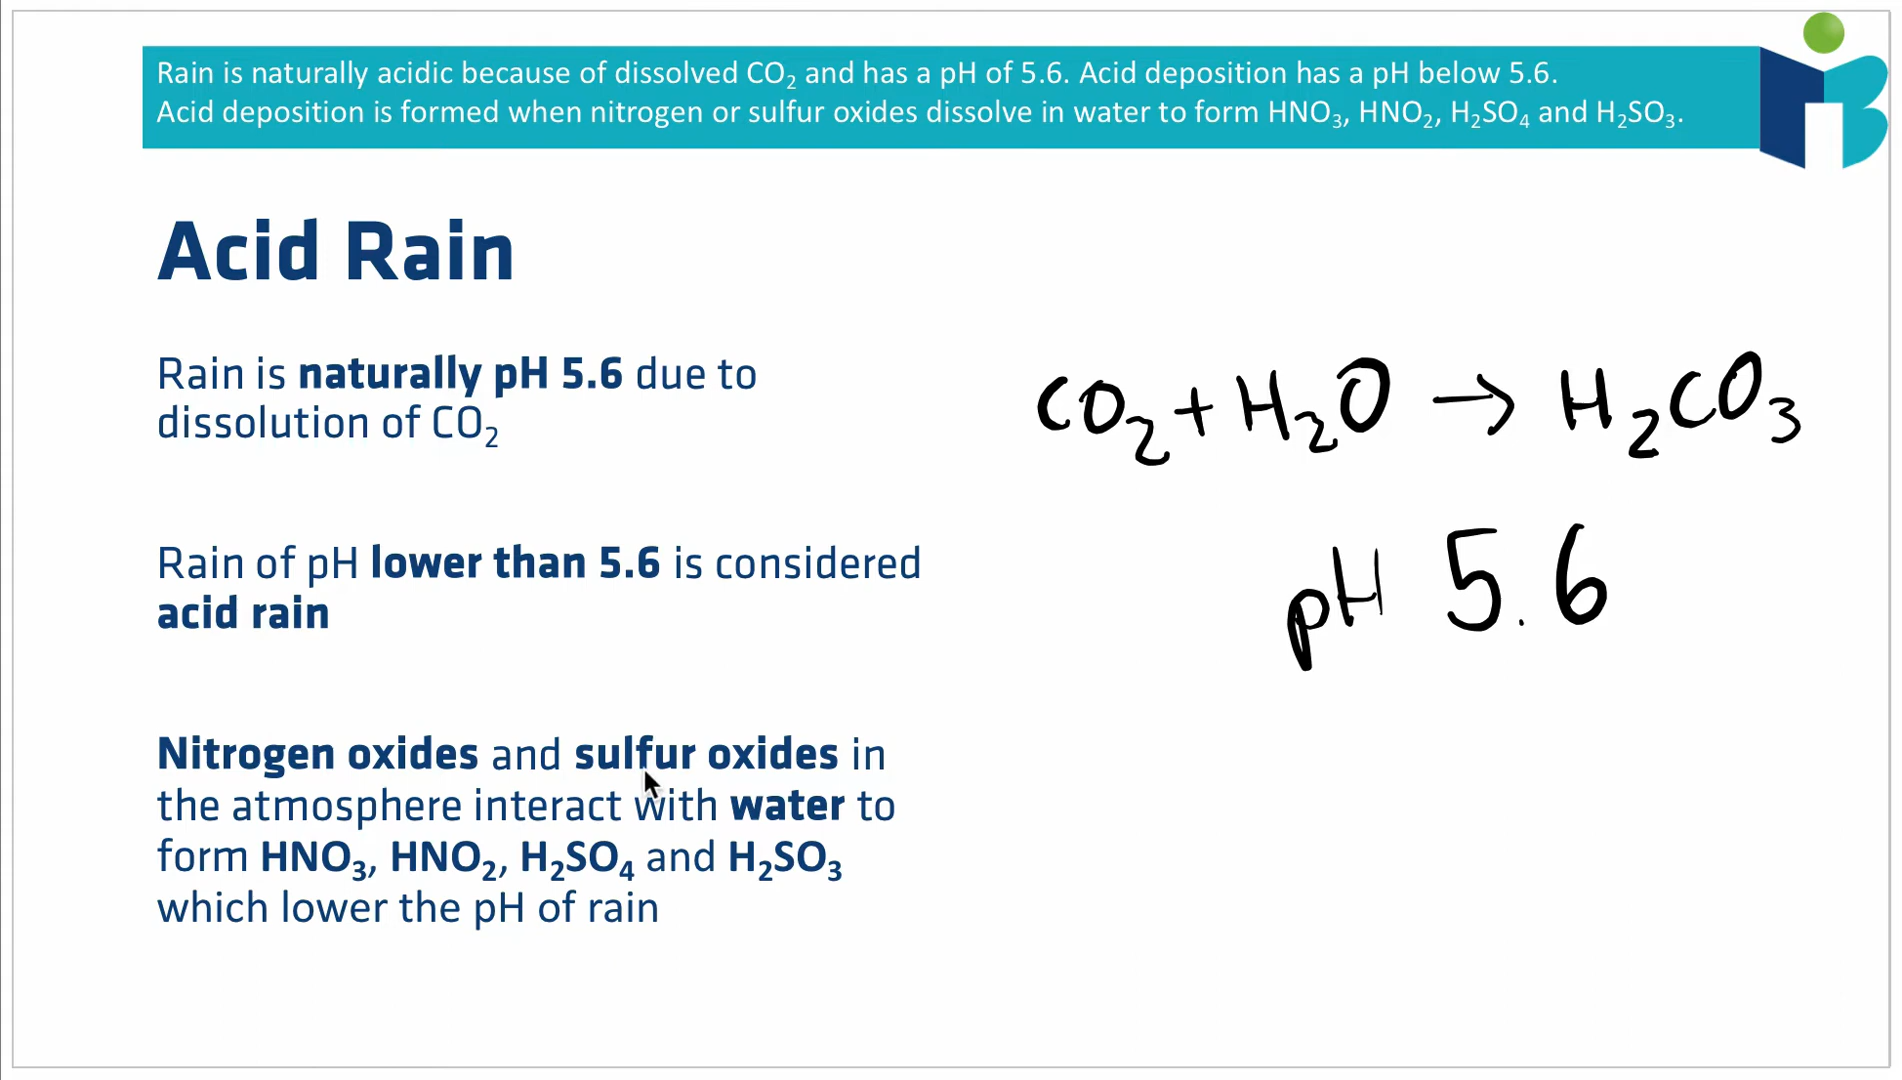 Rain is naturally acidic because of dissolved CO₂ and has a pH of 5.6. Acid deposition has a pH below 5.6.
Acid deposition is formed when nitrogen or sulfur oxides dissolve in water to form HNO₃, HNO₂, H₂SO₄ and H₂SO₃.
Acid Rain
Rain is naturally pH 5.6 due to
dissolution of CO₂
CO₂ + H₂O → H₂CO₃
Rain of pH lower than 5.6 is considered
acid rain
pH 5.6
Nitrogen oxides and sulfur oxides in
the atmosphere interact with water to
form HNO₃, HNO₂, H₂SO₄ and H₂SO₃
which lower the pH of rain